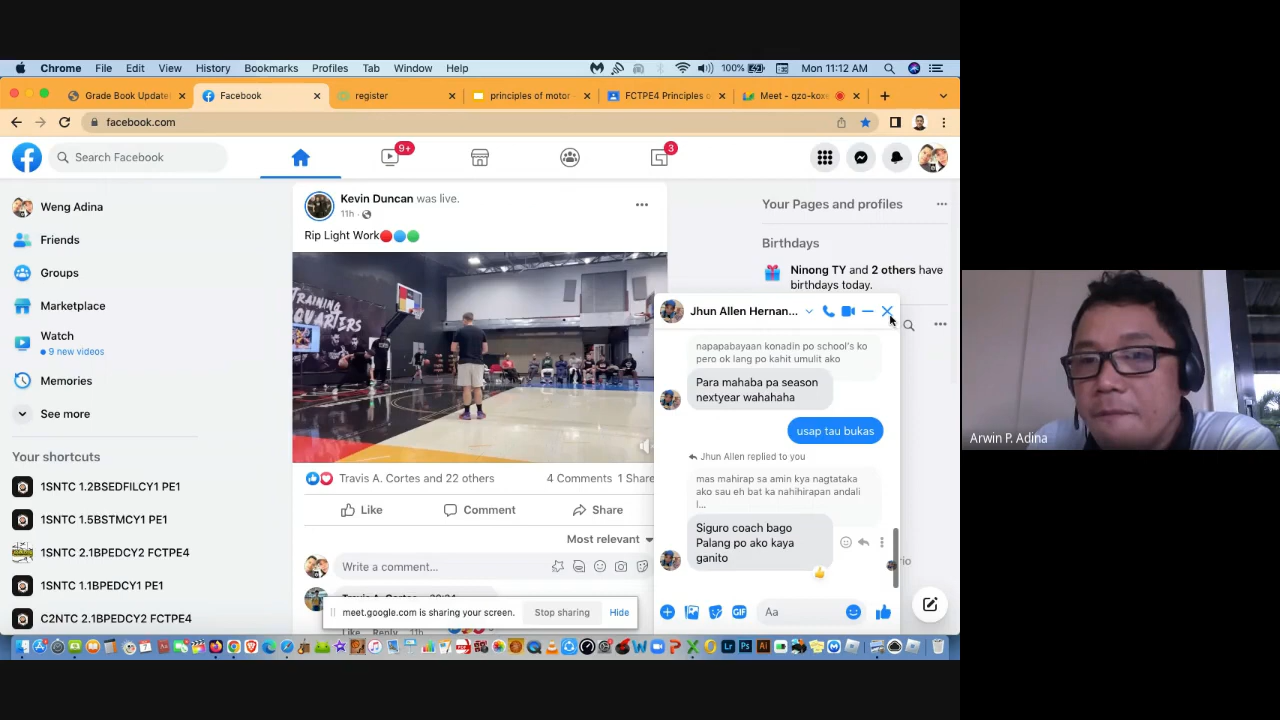 Chrome File Edit View History Bookmarks Profiles Tab Window Help 100% Mon 11:12 AM
Grade Book Update Facebook register principles of motor FCTPE4 Principles o Meet - qzo-kox
facebook.com
Search Facebook 9+ 3
Weng Adina
Friends
Groups
Marketplace
Watch
9 new videos
Memories
See more
Your shortcuts
1SNTC 1.2BSEDFILCY1 PE1
1SNTC 1.5BSTMCY1 PE1
1SNTC 2.1BPEDCY2 FCTPE4
1SNTC 1.1BPEDCY1 PE1
C2NTC 2.1BPEDCY2 FCTPE4
Kevin Duncan was live.
11h
Rip Light Work
TRAINING
Travis A. Cortes and 22 others 4 Comments 1 Share
Like Comment Share
Most relevant
Write a comment...
Like Reply 11h
meet.google.com is sharing your screen. Stop sharing Hide
Your Pages and profiles
Birthdays
Ninong TY and 2 others have
birthdays today.
Jhun Allen Hernan...
napapabayaan konadin po school's ko
pero ok lang po kahit umulit ako
Para mahaba pa season
nextyear wahahaha
usap tau bukas
Jhun Allen replied to you
mas mahirap sa amin kya nagtataka
ako sau eh bat ka nahihirapan andali
l...
Siguro coach bago
Palang po ako kaya
ganito
GIF Aa
Arwin P. Adina